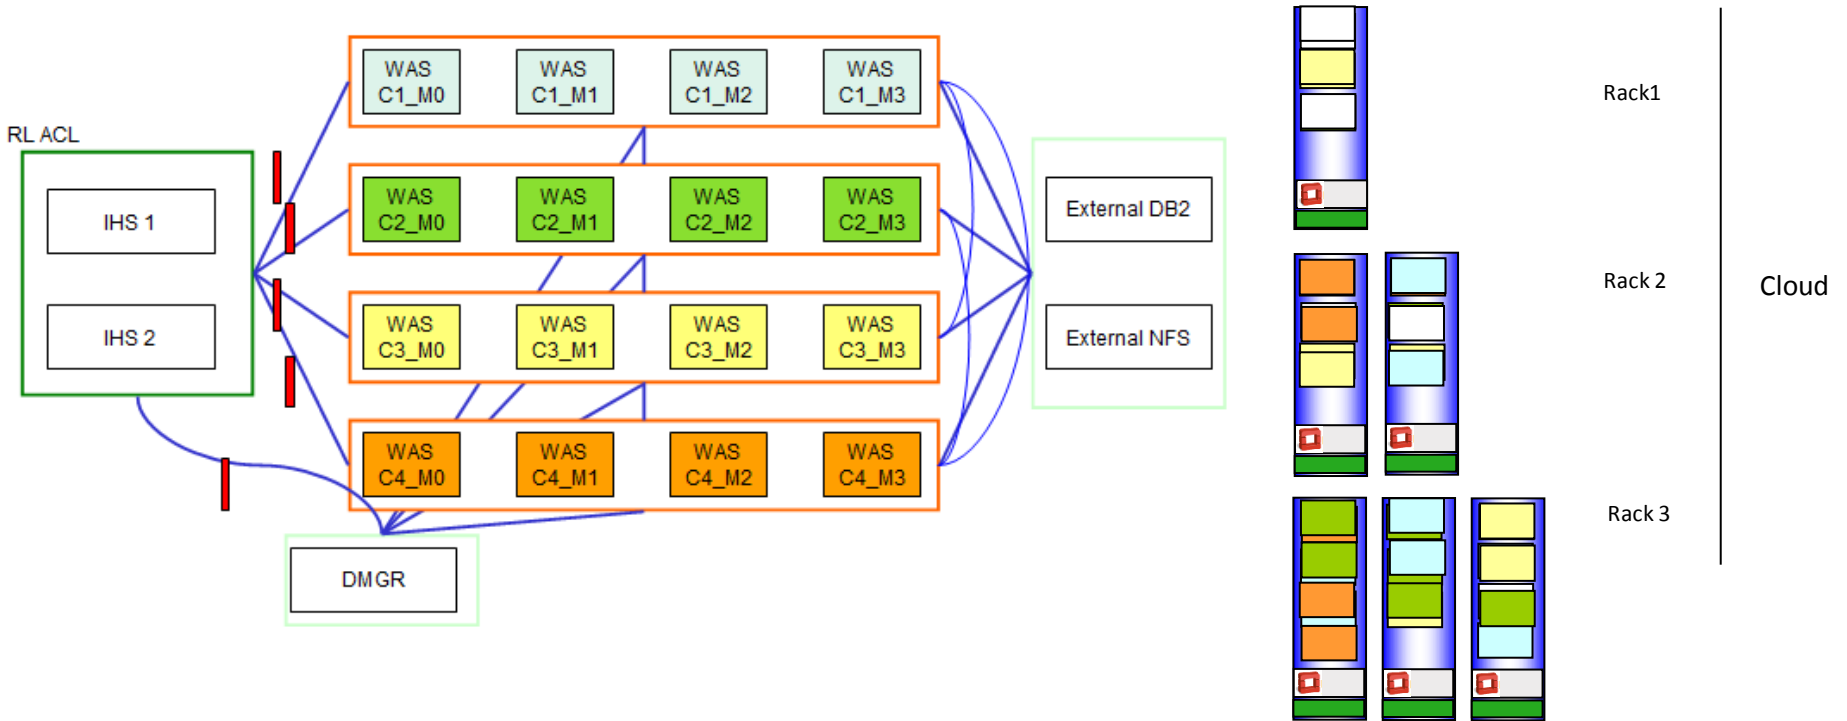 RL ACL
IHS 1
IHS 2
WAS
C1_M0
WAS
C1_M1
WAS
C1_M2
WAS
C1_M3
WAS
C2_M0
WAS
C2_M1
WAS
C2_M2
WAS
C2_M3
WAS
C3_M0
WAS
C3_M1
WAS
C3_M2
WAS
C3_M3
WAS
C4_M0
WAS
C4_M1
WAS
C4_M2
WAS
C4_M3
DMGR
External DB2
External NFS
Rack1
Rack 2
Rack 3
Cloud